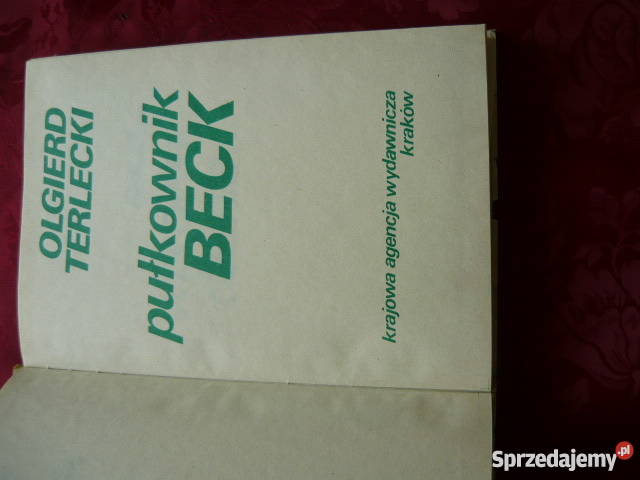 OLGIERD
TERLECKI
pułkownik
BECK
krajowa agencja wydawnicza
kraków
Sprzedajemy.pl